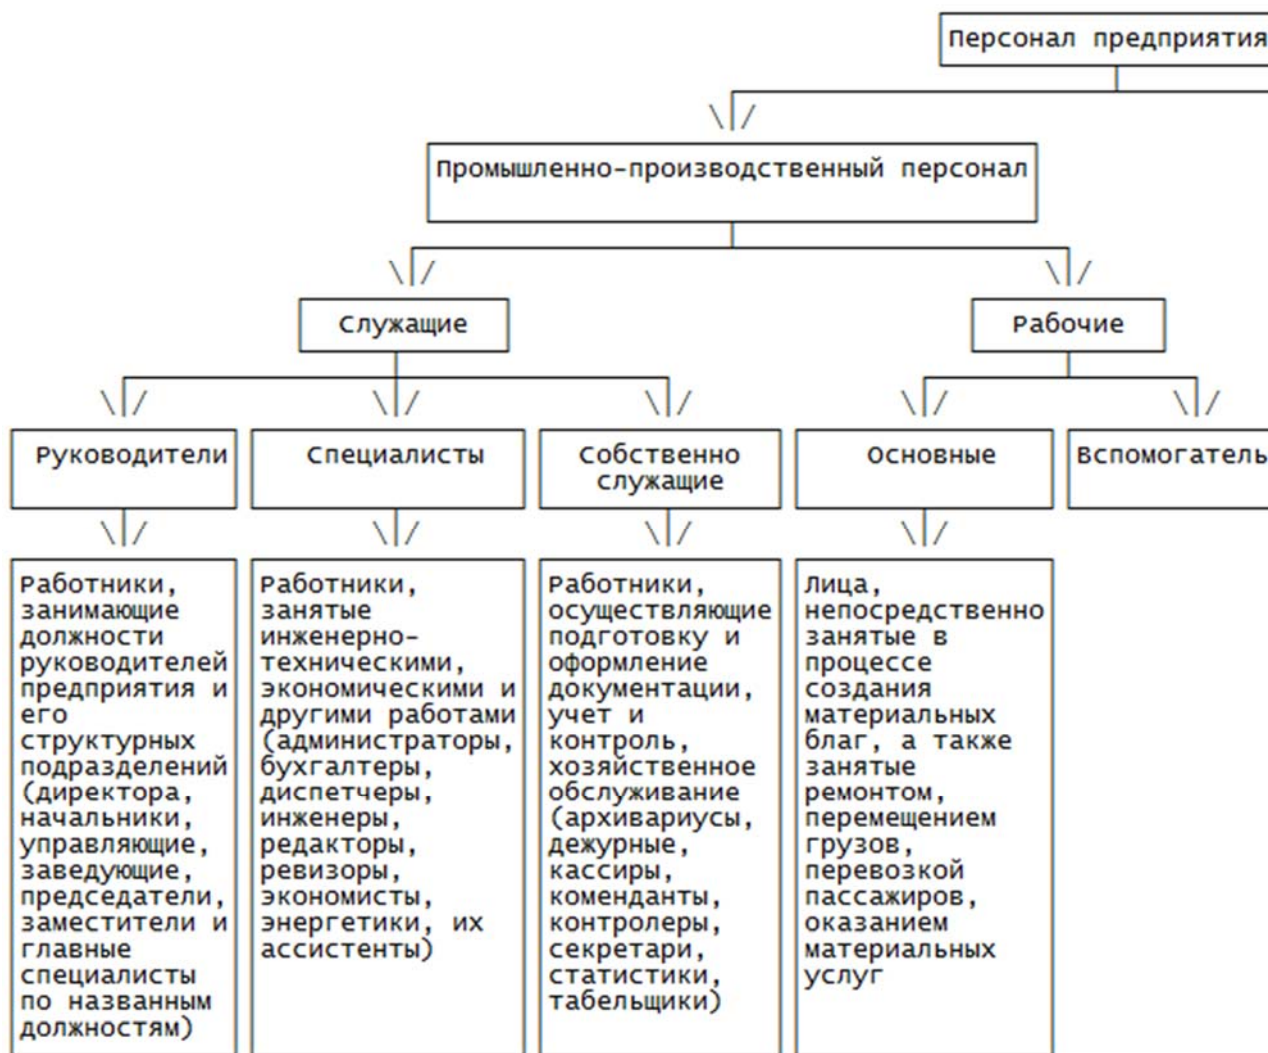 Персонал предприятия
Промышленно-производственный персонал
Служащие
Рабочие
Руководители
Специалисты
Собственно
служащие
Основные
Вспомогатель
Работники,
занимающие
должности
руководителей
предприятия и
его
структурных
подразделений
(директора,
начальники,
управляющие,
заведующие,
председатели,
заместители и
главные
специалисты
по названным
должностям)
Работники,
занятые
инженерно-
техническими,
экономическими и
другими работами
(администраторы,
бухгалтеры,
диспетчеры,
инженеры,
редакторы,
ревизоры,
экономисты,
энергетики, их
ассистенты)
Работники,
осуществляющие
подготовку и
оформление
документации,
учет и
контроль,
хозяйственное
обслуживание
(архивариусы,
дежурные,
кассиры,
коменданты,
контролеры,
секретари,
статистики,
табельщики)
Лица,
непосредственно
занятые в
процессе
создания
материальных
благ, а также
занятые
ремонтом,
перемещением
грузов,
перевозкой
пассажиров,
оказанием
материальных
услуг